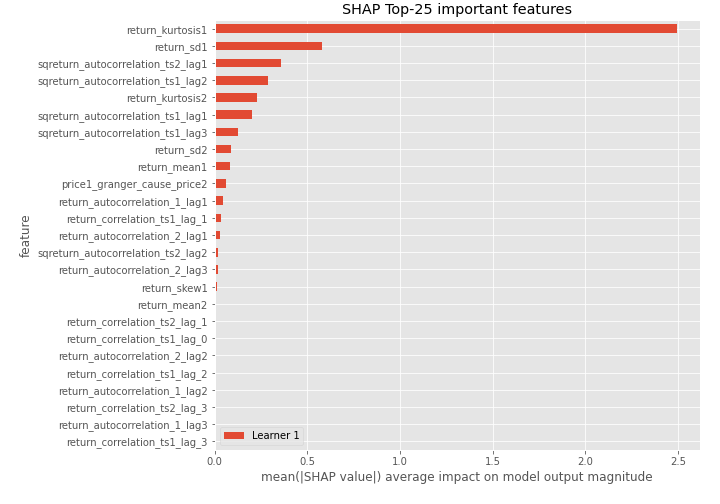 SHAP Top-25 important features
return_kurtosis1
return_sd1
sqreturn_autocorrelation_ts2_lag1
sqreturn_autocorrelation_ts1_lag2
return_kurtosis2
sqreturn_autocorrelation_ts1_lag1
sqreturn_autocorrelation_ts1_lag3
return_sd2
return_mean1
price1_granger_cause_price2
return_autocorrelation_1_lag1
return_correlation_ts1_lag_1
return_autocorrelation_2_lag1
sqreturn_autocorrelation_ts2_lag2
return_autocorrelation_2_lag3
return_skew1
return_mean2
return_correlation_ts2_lag_1
return_correlation_ts1_lag_0
return_autocorrelation_2_lag2
return_correlation_ts1_lag_2
return_autocorrelation_1_lag2
return_correlation_ts2_lag_3
return_autocorrelation_1_lag3
return_correlation_ts1_lag_3
feature
Learner 1
0.0 0.5 1.0 1.5 2.0 2.5
mean(|SHAP value|) average impact on model output magnitude